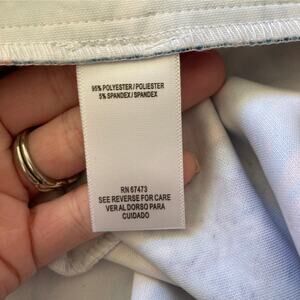 95% POLYESTER / POLIESTER
5% SPANDEX / SPANDEX
RN 67473
SEE REVERSE FOR CARE
VER AL DORSO PARA
CUIDADO